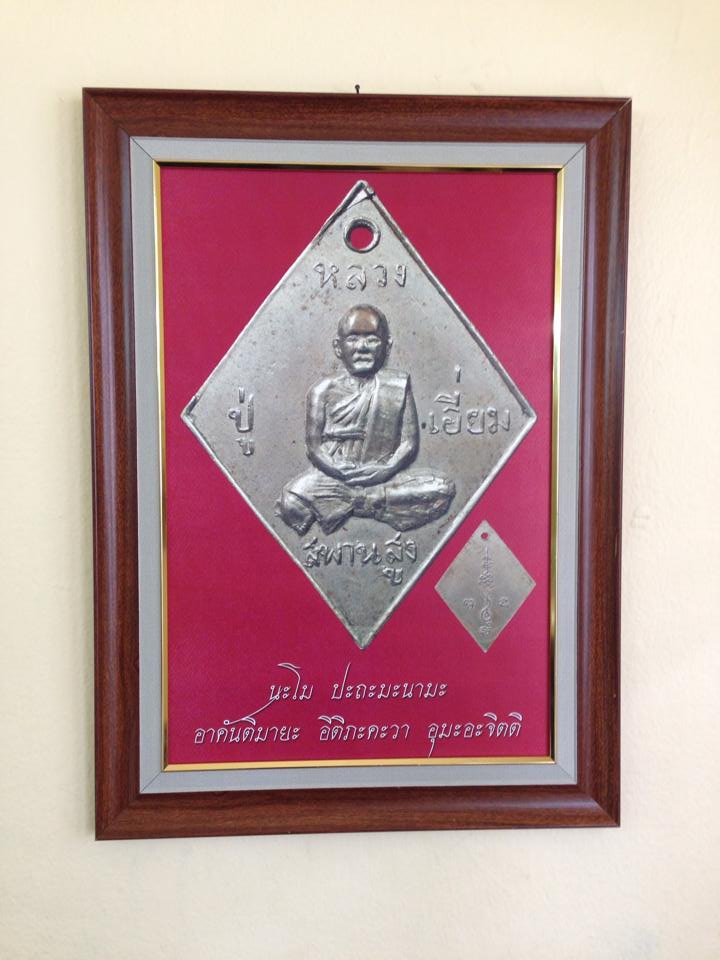 หลวง
ปู่ เอี่ยม
สพานสูง
นะโม ปะถะมะนามะ
อาคันติมายะ อีติภะคะวา อุมะอะจิตติ